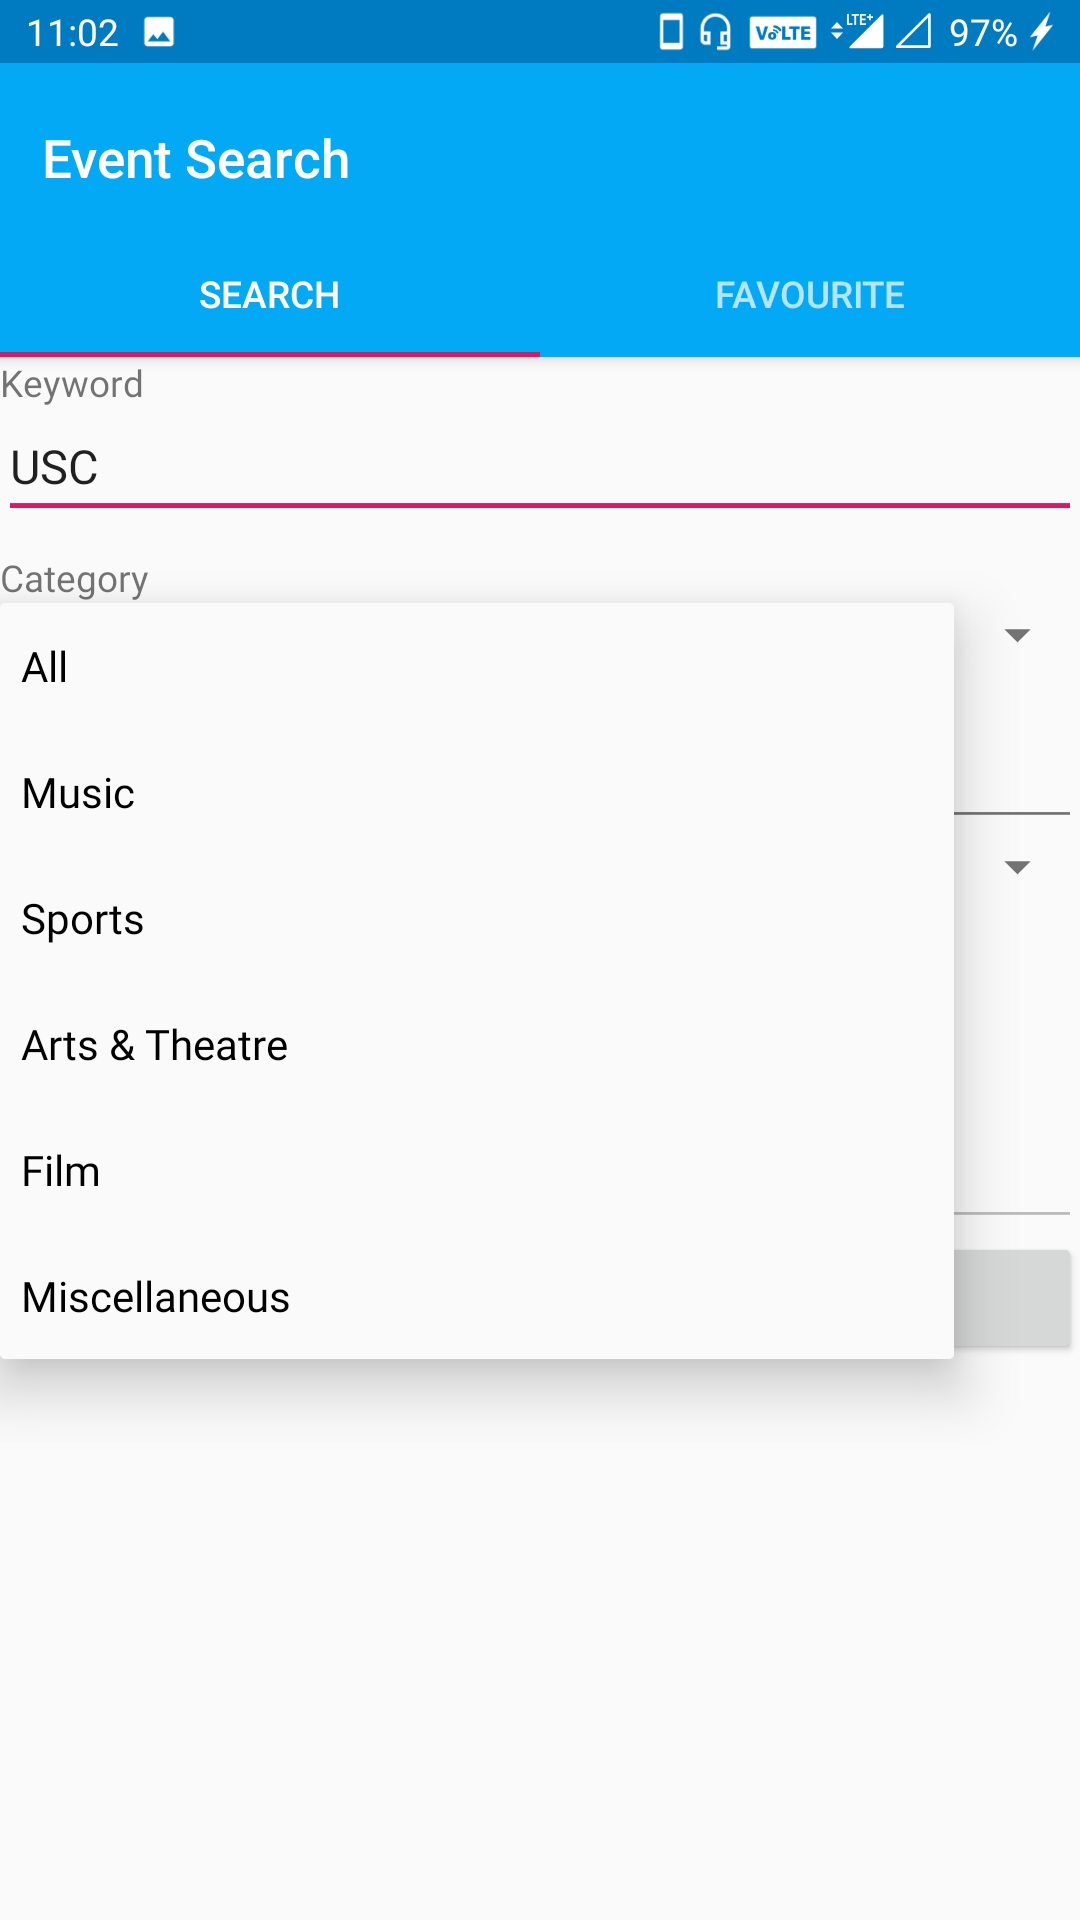 11:02 VoLTE LTE+ 97%
Event Search
SEARCH FAVOURITE
Keyword
USC
Category
All
Music
Sports
Arts & Theatre
Film
Miscellaneous